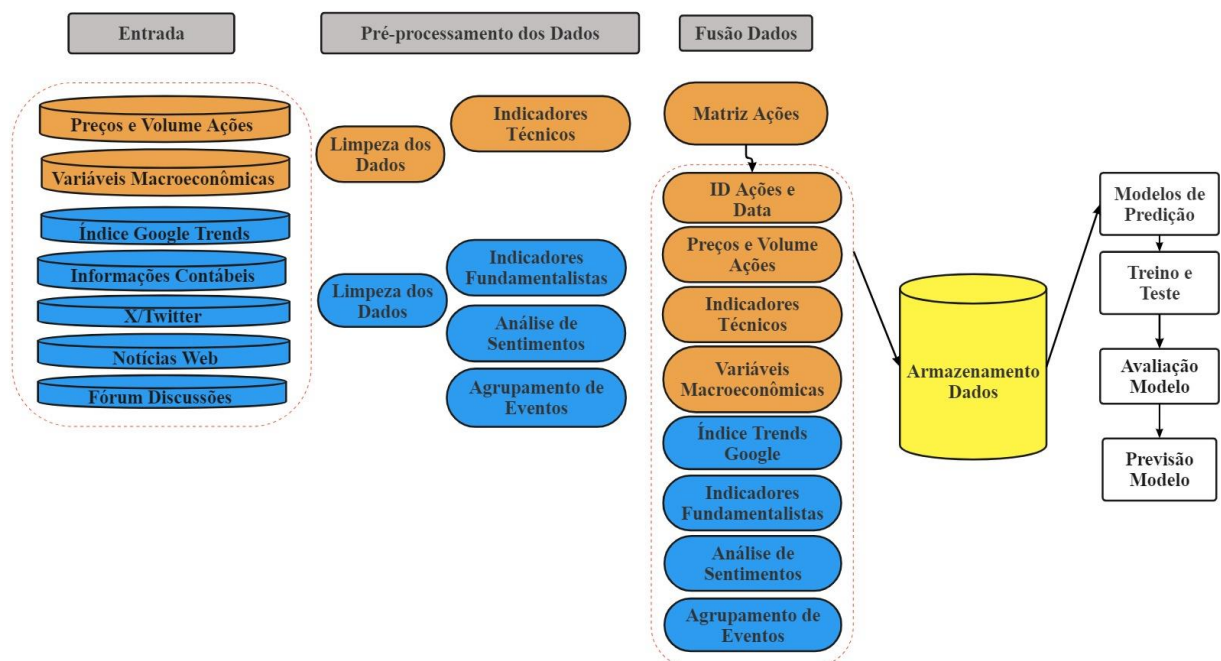 Entrada
Pré-processamento dos Dados
Fusão Dados
Preços e Volume Ações
Variáveis Macroeconômicas
Índice Google Trends
Informações Contábeis
X/Twitter
Notícias Web
Fórum Discussões
Limpeza dos
Dados
Indicadores
Técnicos
Limpeza dos
Dados
Indicadores
Fundamentalistas
Análise de
Sentimentos
Agrupamento de
Eventos
Matriz Ações
ID Ações e
Data
Preços e Volume
Ações
Indicadores
Técnicos
Variáveis
Macroeconômicas
Índice Trends
Google
Indicadores
Fundamentalistas
Análise de
Sentimentos
Agrupamento de
Eventos
Armazenamento
Dados
Modelos de
Predição
Treino e
Teste
Avaliação
Modelo
Previsão
Modelo